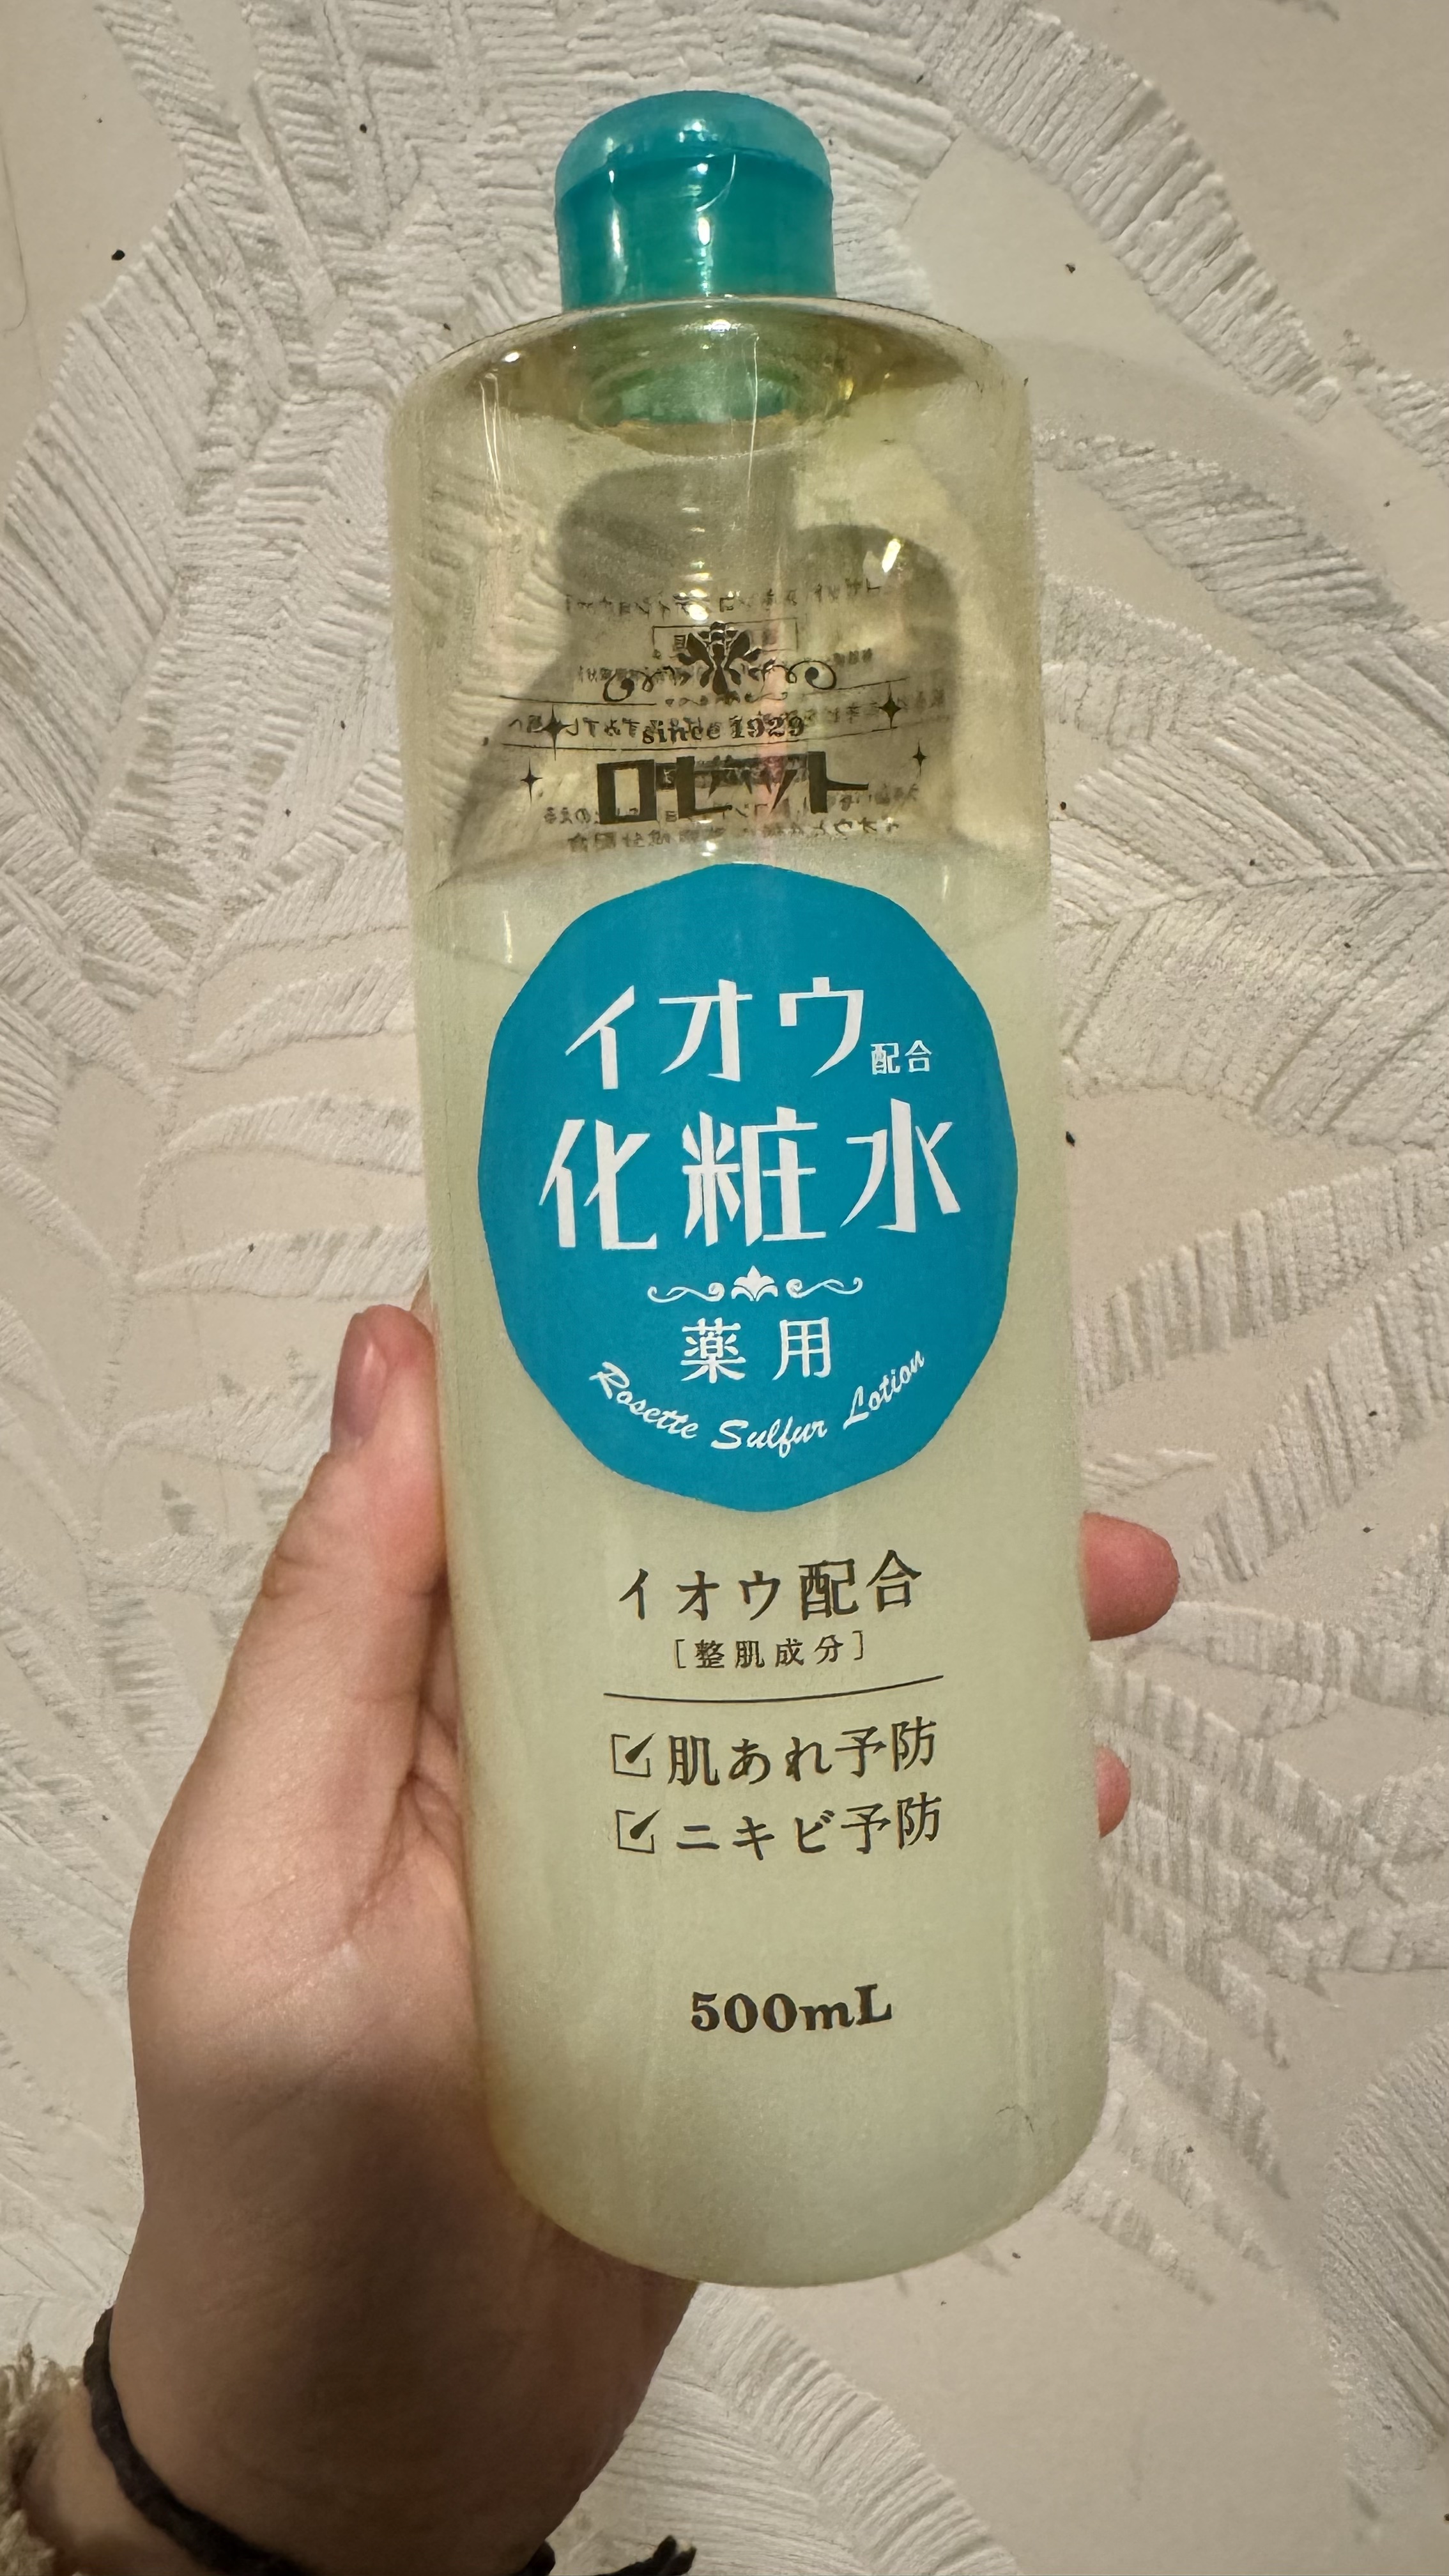 since 1929
ロゼット
イオウ配合
化粧水
薬用
Rosette Sulfur Lotion
イオウ配合
[整肌成分]
肌あれ予防
ニキビ予防
500mL